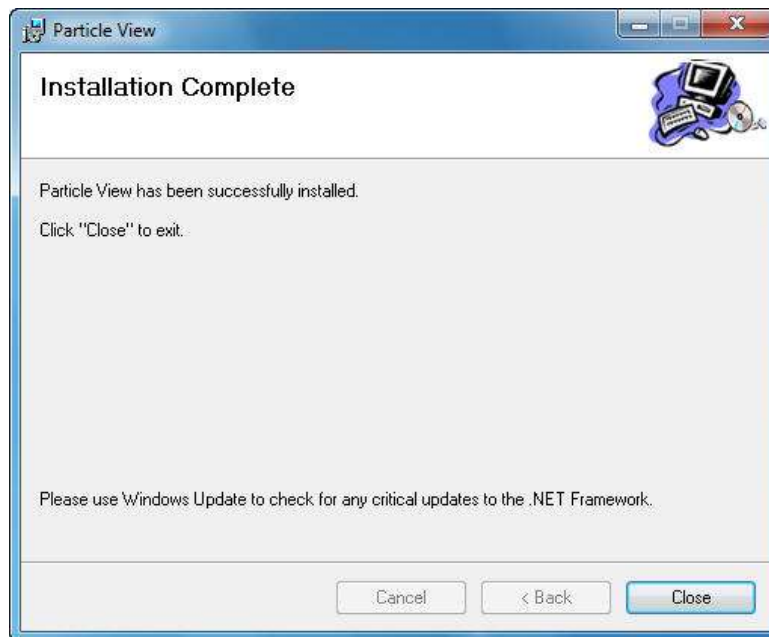 Particle View
Installation Complete
Particle View has been successfully installed.
Click "Close" to exit.
Please use Windows Update to check for any critical updates to the .NET Framework.
Cancel
< Back
Close